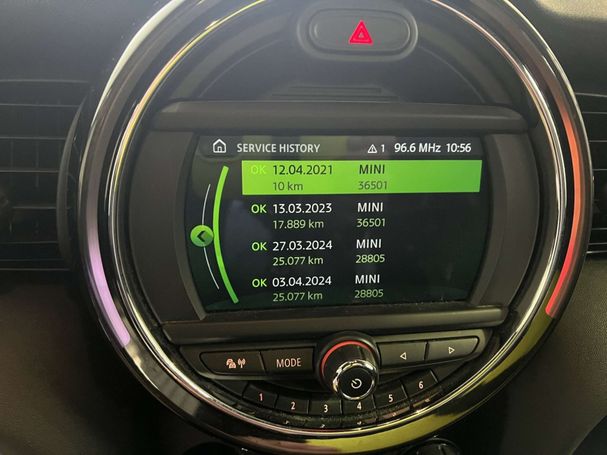 SERVICE HISTORY 1 96.6 MHz 10:56
OK 12.04.2021 MINI
10 km 36501
OK 13.03.2023 MINI
17.889 km 36501
OK 27.03.2024 MINI
25.077 km 28805
OK 03.04.2024 MINI
25.077 km 28805
MODE
1 2 3 4 5 6